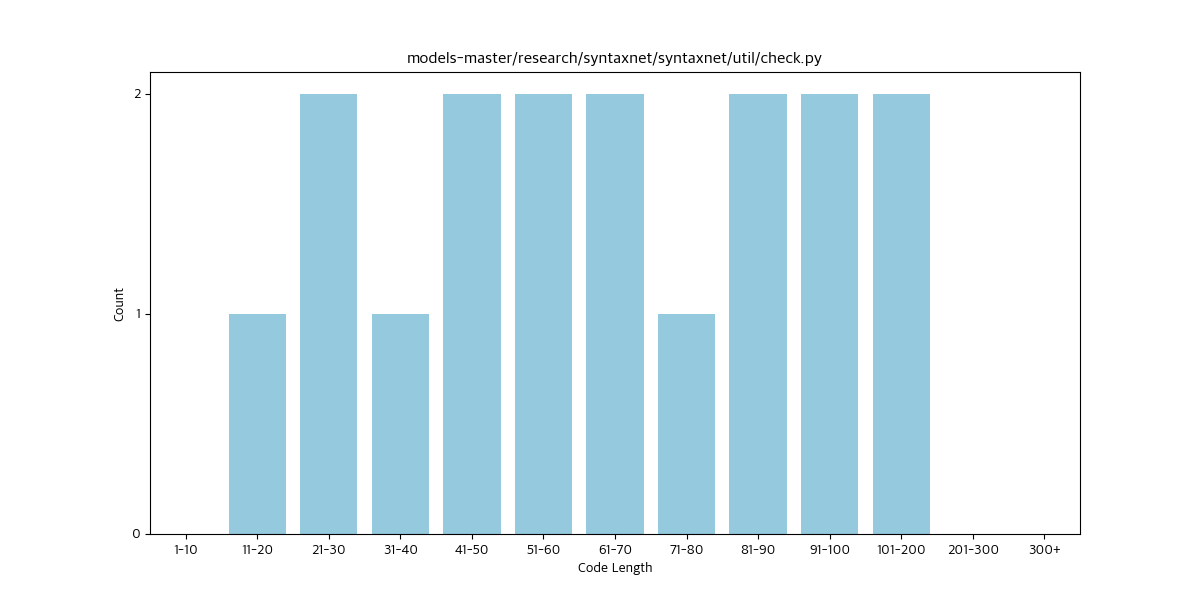 models-master/research/syntaxnet/syntaxnet/util/check.py
Count
2
1
0
1-10 11-20 21-30 31-40 41-50 51-60 61-70 71-80 81-90 91-100 101-200 201-300 300+
Code Length